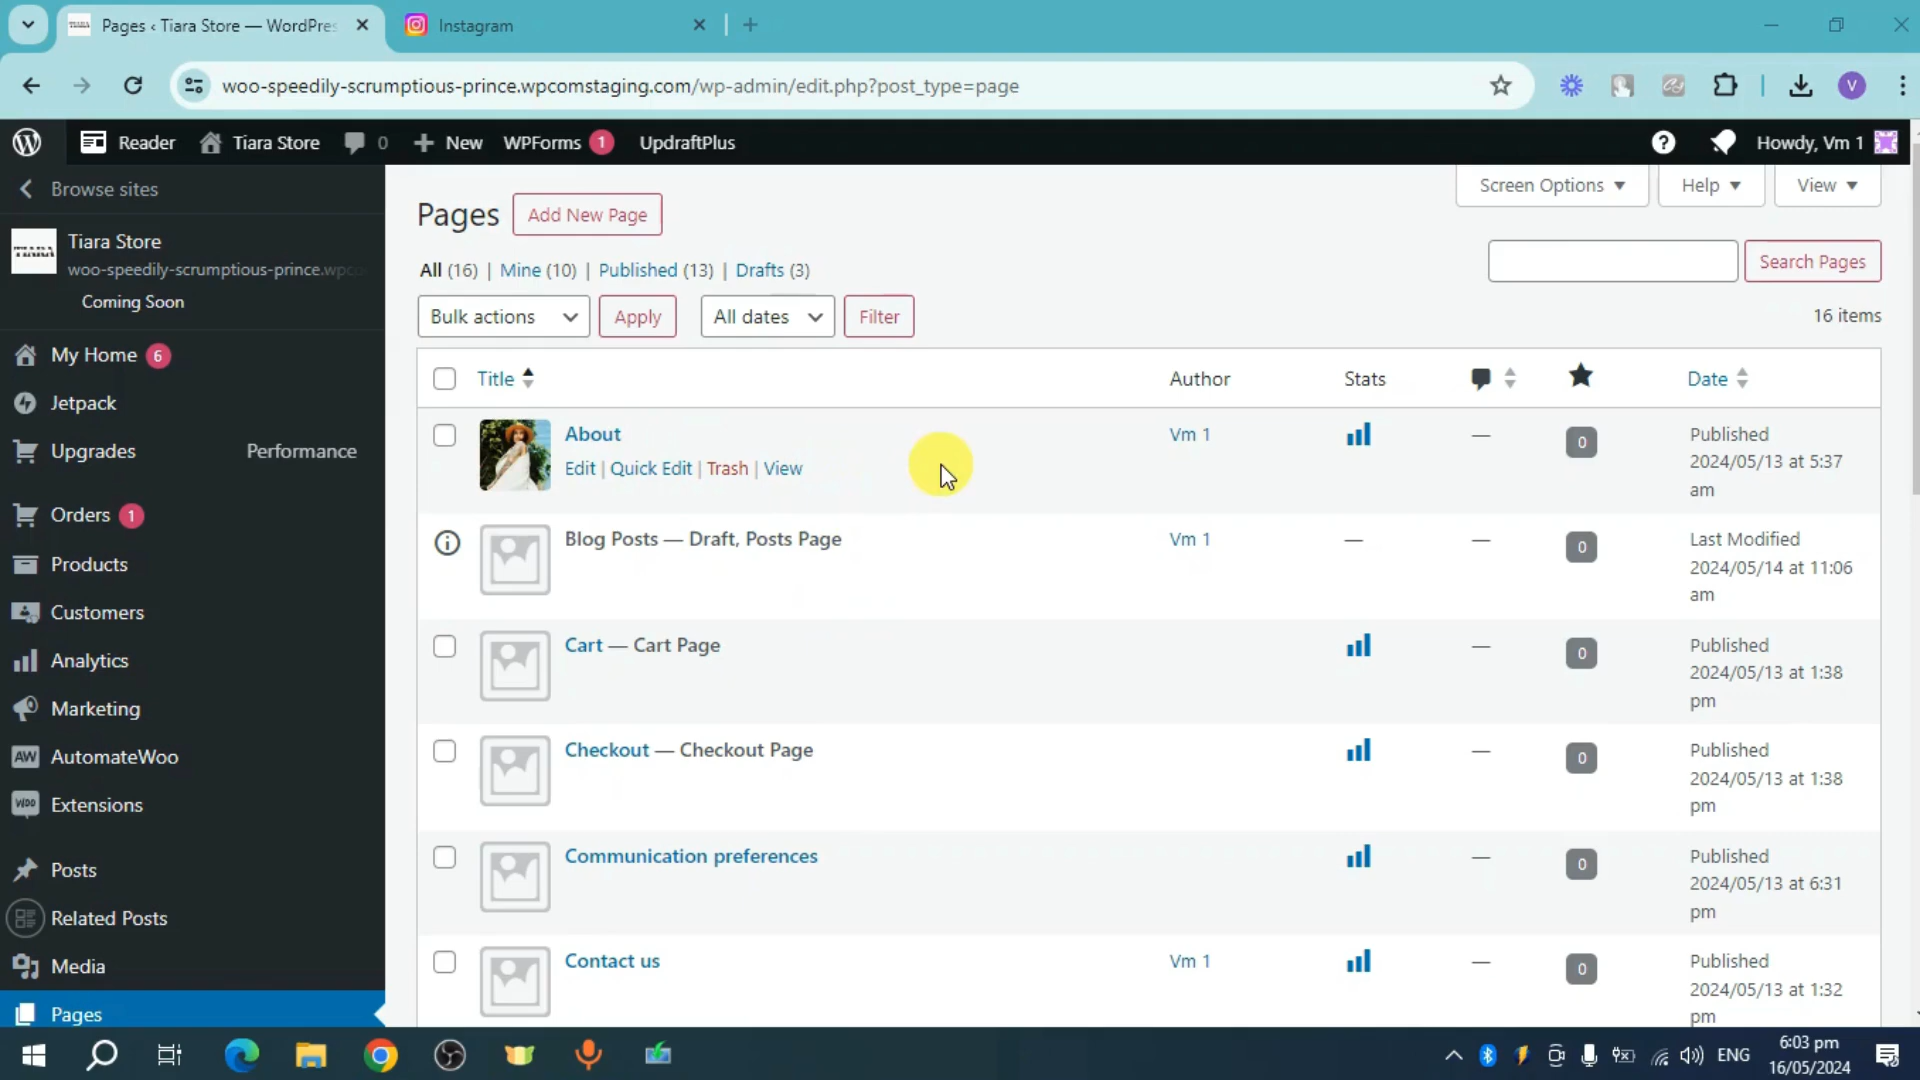 Pages ‹ Tiara Store — WordPres
Instagram
woo-speedily-scrumptious-prince.wpcomstaging.com/wp-admin/edit.php?post_type=page
V
Reader
Tiara Store
0
New
WPForms 1
UpdraftPlus
Howdy, Vm 1
Browse sites
TIARA
Tiara Store
woo-speedily-scrumptious-prince.wpco
Coming Soon
My Home 6
Jetpack
Upgrades Performance
Orders 1
Products
Customers
Analytics
Marketing
AW AutomateWoo
WOO Extensions
Posts
Related Posts
Media
Pages
Screen Options
Help
View
Pages Add New Page
All (16) | Mine (10) | Published (13) | Drafts (3)
Search Pages
Bulk actions Apply All dates Filter
16 items
Title Author Stats Date
About Vm 1 — 0 Published
Edit | Quick Edit | Trash | View 2024/05/13 at 5:37
am
Blog Posts — Draft, Posts Page Vm 1 — — 0 Last Modified
2024/05/14 at 11:06
am
Cart — Cart Page — 0 Published
2024/05/13 at 1:38
pm
Checkout — Checkout Page — 0 Published
2024/05/13 at 1:38
pm
Communication preferences — 0 Published
2024/05/13 at 6:31
pm
Contact us Vm 1 — 0 Published
2024/05/13 at 1:32
pm
ENG
6:03 pm
16/05/2024